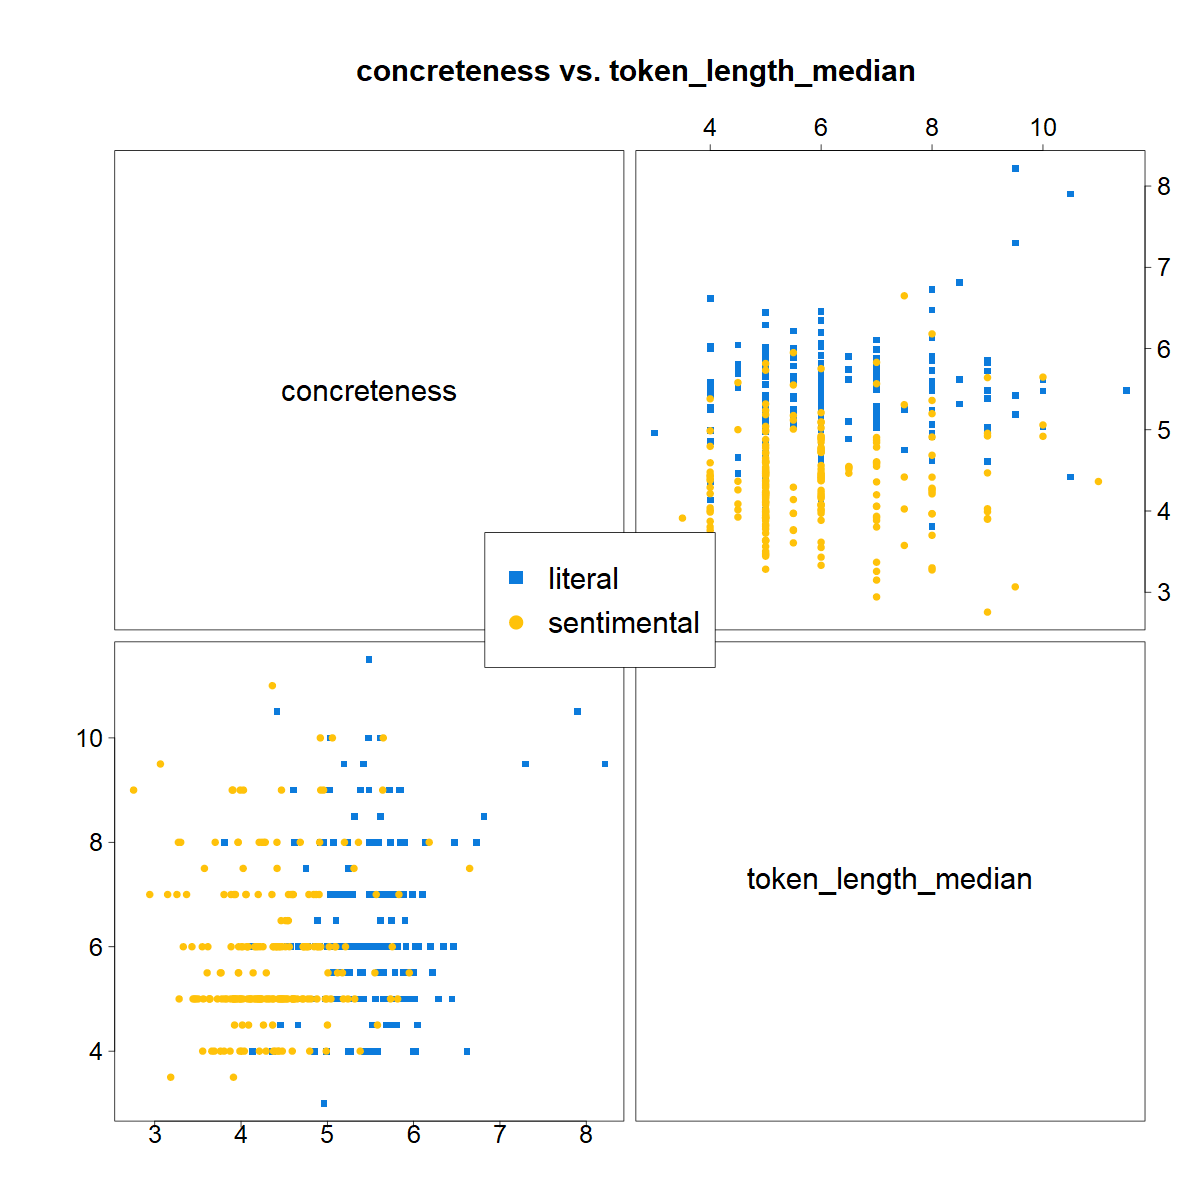 concreteness vs. token_length_median
4 6 8 10
concreteness
8
7
6
5
4
3
literal
sentimental
10
8
6
4
token_length_median
3 4 5 6 7 8